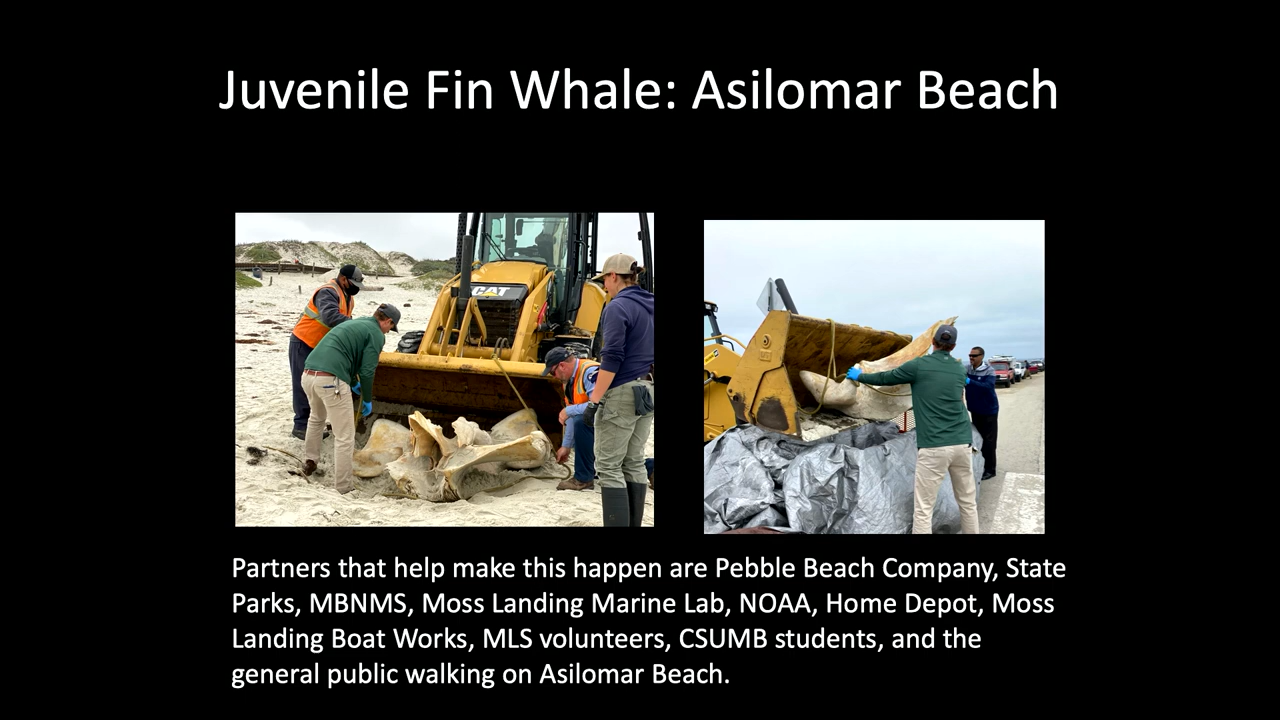 Juvenile Fin Whale: Asilomar Beach
CAT
Partners that help make this happen are Pebble Beach Company, State
Parks, MBNMS, Moss Landing Marine Lab, NOAA, Home Depot, Moss
Landing Boat Works, MLS volunteers, CSUMB students, and the
general public walking on Asilomar Beach.